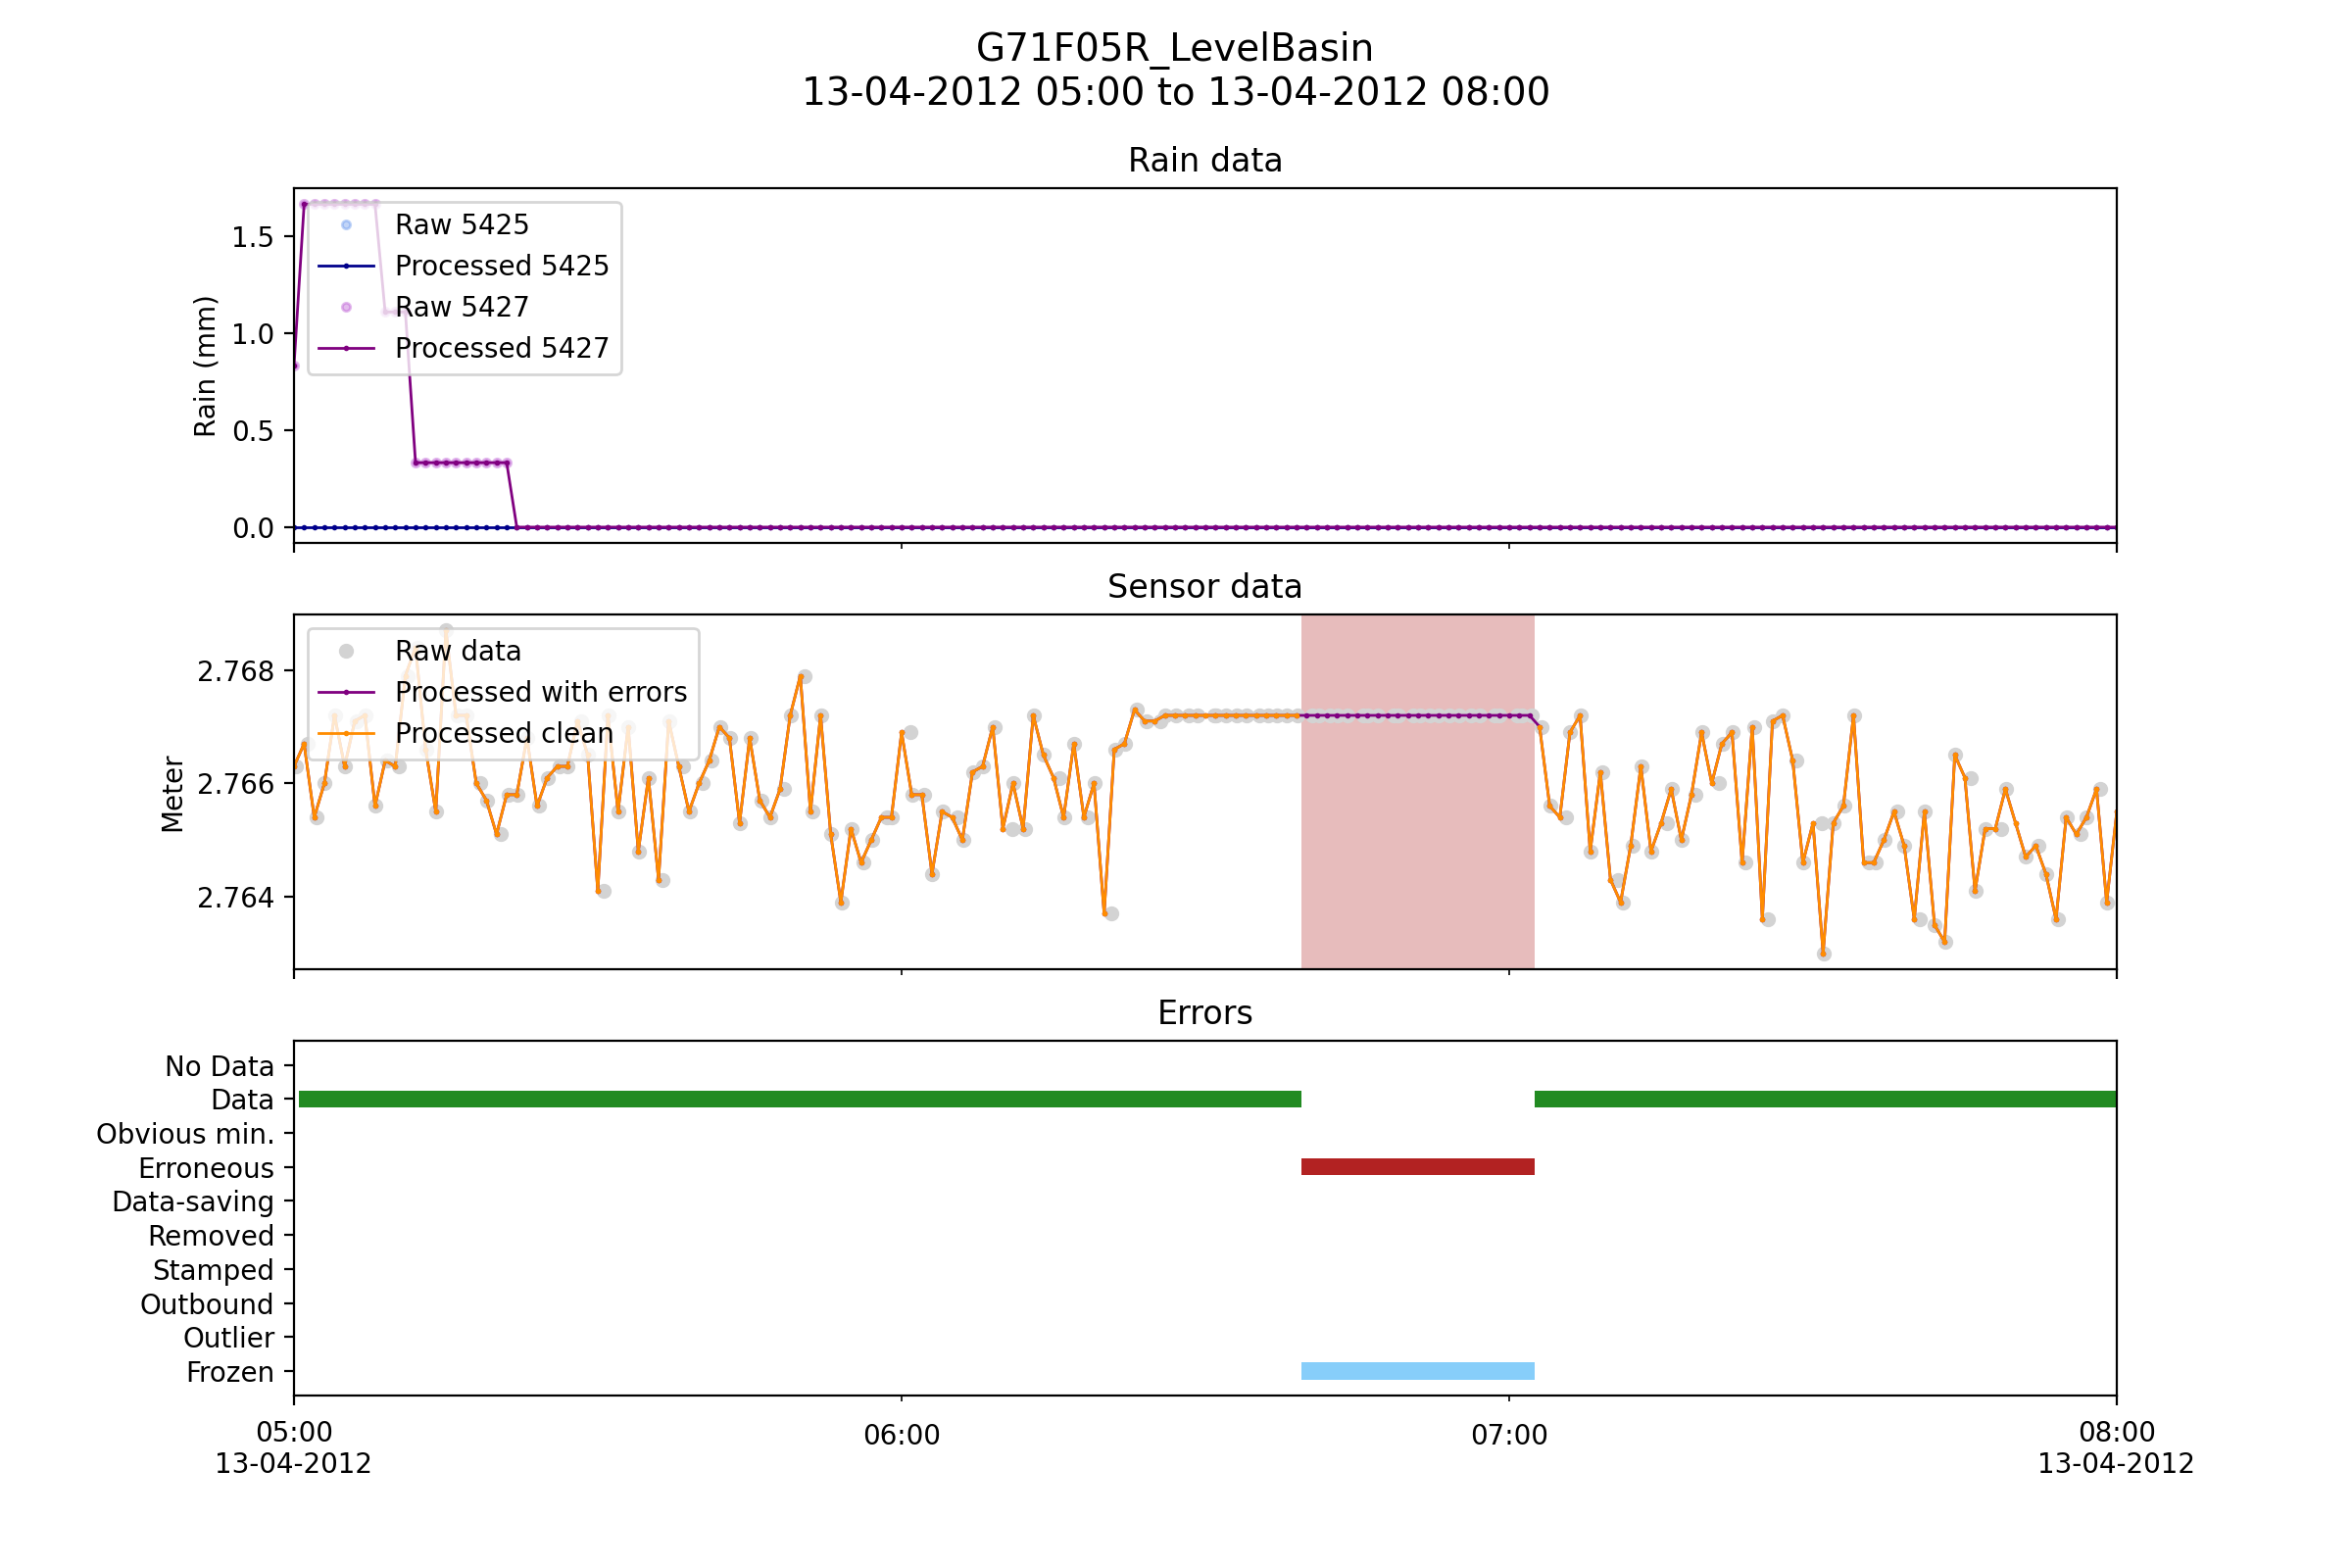 G71F05R_LevelBasin
13-04-2012 05:00 to 13-04-2012 08:00
Rain data
Rain (mm)
1.5
1.0
0.5
0.0
Raw 5425
Processed 5425
Raw 5427
Processed 5427
Sensor data
Meter
2.768
2.766
2.764
Raw data
Processed with errors
Processed clean
Errors
No Data
Data
Obvious min.
Erroneous
Data-saving
Removed
Stamped
Outbound
Outlier
Frozen
05:00
13-04-2012
06:00
07:00
08:00
13-04-2012